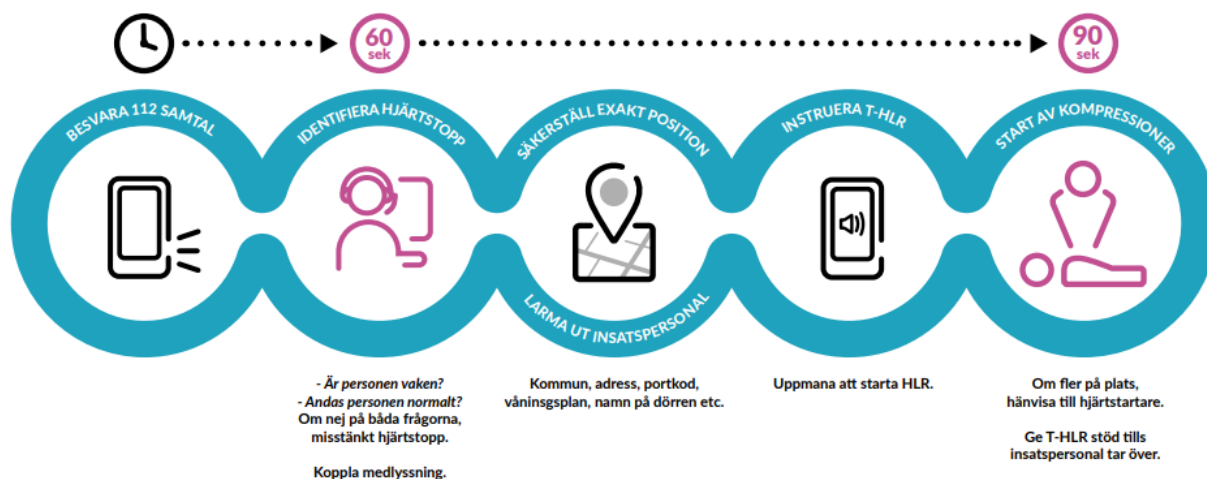 60
sek
90
sek
BESVARA 112 SAMTAL
IDENTIFIERA HJÄRTSTOPP
SÄKERSTÄLL EXAKT POSITION
INSTRUERA T-HLR
START AV KOMPRESSIONER
LARMA UT INSATSPERSONAL
- Är personen vaken?
- Andas personen normalt?
Om nej på båda frågorna,
misstänkt hjärtstopp.
Koppla medlyssning.
Kommun, adress, portkod,
våninsgsplan, namn på dörren etc.
Uppmana att starta HLR.
Om fler på plats,
hänvisa till hjärtstartare.
Ge T-HLR stöd tills
insatspersonal tar över.